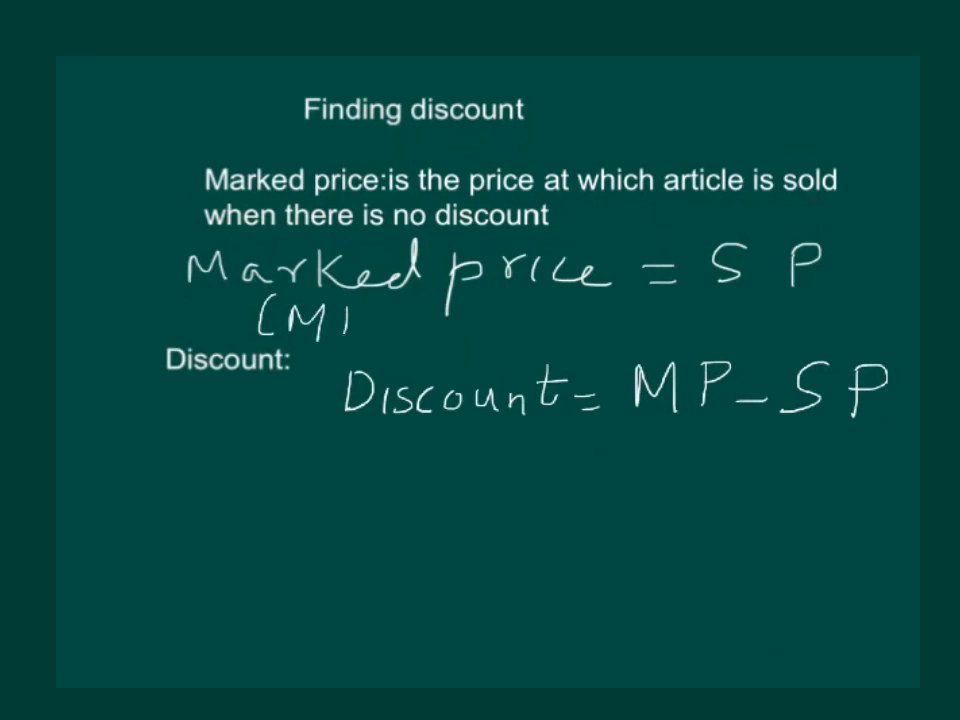 Finding discount
Marked price:is the price at which article is sold
when there is no discount
Marked price = S P
(M)
Discount:
Discount = MP - SP